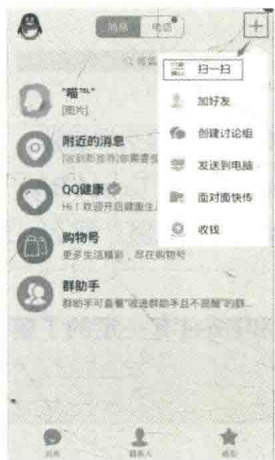 消息 电话
扫一扫
加好友
创建讨论组
发送到电脑
面对面快传
收钱
"喵~"
[图片]
附近的消息
QQ健康
Hi！欢迎开启健康生
购物号
更多生活精彩，尽在购物号
群助手
群助手可查看"收进群助手且不提醒"的群...
消息 联系人 动态